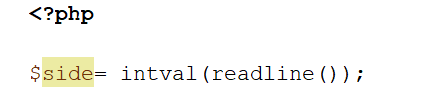 <?php
$side= intval(readline());